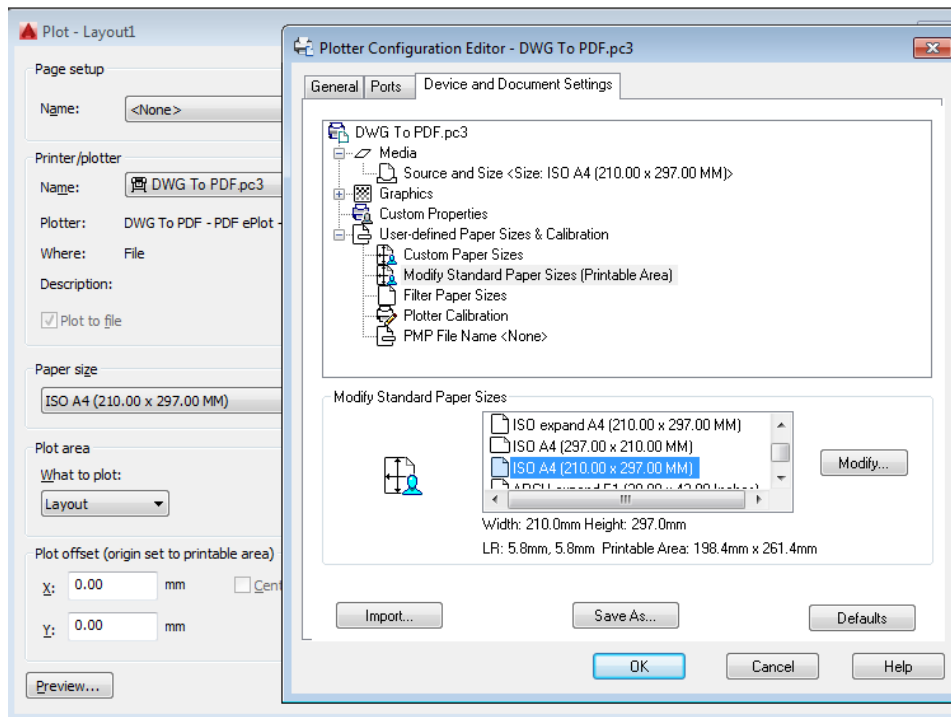 Plot - Layout1
Page setup
Name: <None>
Printer/plotter
Name: DWG To PDF.pc3
Plotter: DWG To PDF - PDF ePlot -
Where: File
Description:
Plot to file
Paper size
ISO A4 (210.00 x 297.00 MM)
Plot area
What to plot:
Layout
Plot offset (origin set to printable area)
X: 0.00 mm
Cent
Y: 0.00 mm
Preview...
Plotter Configuration Editor - DWG To PDF.pc3
General Ports Device and Document Settings
DWG To PDF.pc3
Media
Source and Size <Size: ISO A4 (210.00 x 297.00 MM)>
Graphics
Custom Properties
User-defined Paper Sizes & Calibration
Custom Paper Sizes
Modify Standard Paper Sizes (Printable Area)
Filter Paper Sizes
Plotter Calibration
PMP File Name <None>
Modify Standard Paper Sizes
ISO expand A4 (210.00 x 297.00 MM)
ISO A4 (297.00 x 210.00 MM)
ISO A4 (210.00 x 297.00 MM)
Modify...
Width: 210.0mm Height: 297.0mm
LR: 5.8mm, 5.8mm Printable Area: 198.4mm x 261.4mm
Import... Save As... Defaults
OK Cancel Help